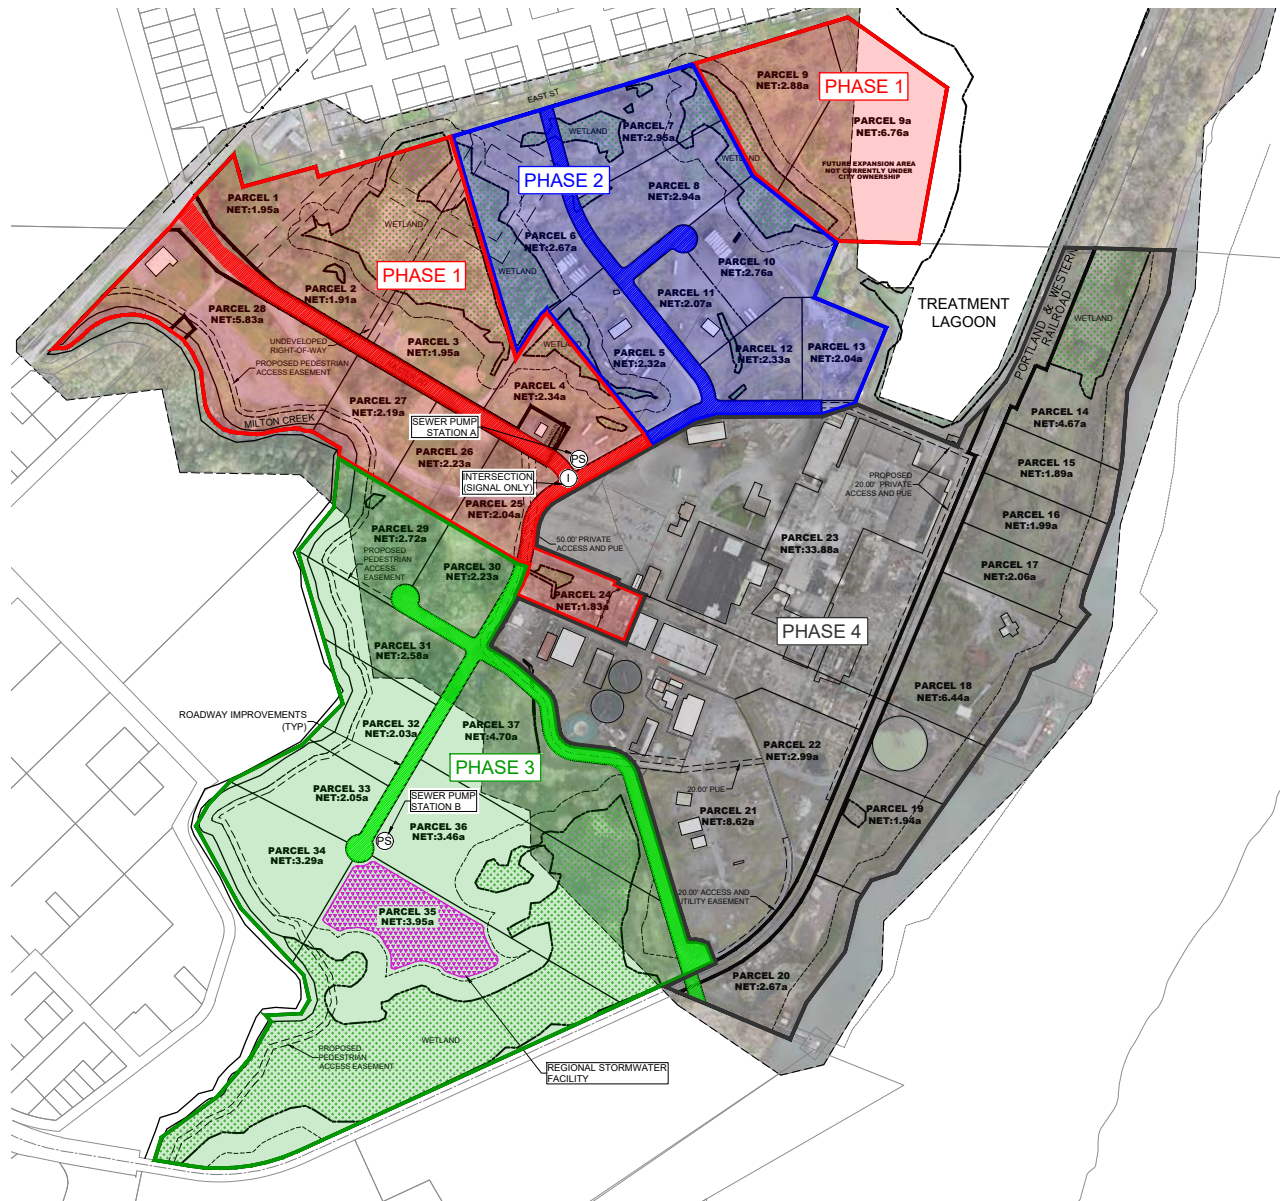 PARCEL 9
NET:2.88a
PHASE 1
PARCEL 9a
NET:6.76a
FUTURE EXPANSION AREA
NOT CURRENTLY UNDER
CITY OWNERSHIP
EAST ST
WETLAND
PARCEL 7
NET:2.95a
WETLAND
PHASE 2
PARCEL 8
NET:2.94a
PARCEL 1
NET:1.95a
WETLAND
PARCEL 6
NET:2.67a
PARCEL 10
NET:2.76a
PHASE 1
WETLAND
PARCEL 2
NET:1.91a
PARCEL 11
NET:2.07a
PARCEL 28
NET:5.83a
TREATMENT
LAGOON
PORTLAND & WESTERN
RAILROAD
WETLAND
UNDEVELOPED
RIGHT-OF-WAY
PARCEL 3
NET:1.95a
WETLAND
PARCEL 5
NET:2.32a
PARCEL 12
NET:2.33a
PARCEL 13
NET:2.04a
PROPOSED PEDESTRIAN
ACCESS EASEMENT
PARCEL 4
NET:2.34a
PARCEL 27
NET:2.19a
MILTON CREEK
SEWER PUMP
STATION A
PARCEL 14
NET:4.67a
PARCEL 26
NET:2.23a
PS
INTERSECTION
(SIGNAL ONLY)
I
PROPOSED
20.00' PRIVATE
ACCESS AND PUE
PARCEL 15
NET:1.89a
PARCEL 25
NET:2.04a
PARCEL 16
NET:1.99a
PARCEL 29
NET:2.72a
50.00' PRIVATE
ACCESS AND PUE
PARCEL 23
NET:33.88a
PROPOSED
PEDESTRIAN
ACCESS
EASEMENT
PARCEL 30
NET:2.23a
PARCEL 17
NET:2.06a
PARCEL 24
NET:1.83a
PHASE 4
PARCEL 31
NET:2.58a
PARCEL 18
NET:6.44a
ROADWAY IMPROVEMENTS
(TYP)
PARCEL 32
NET:2.03a
PARCEL 37
NET:4.70a
PARCEL 22
NET:2.99a
PHASE 3
PARCEL 33
NET:2.05a
20.00' PUE
SEWER PUMP
STATION B
PARCEL 21
NET:8.62a
PARCEL 19
NET:1.94a
PARCEL 36
NET:3.46a
PS
PARCEL 34
NET:3.29a
20.00' ACCESS AND
UTILITY EASEMENT
PARCEL 35
NET:3.95a
PARCEL 20
NET:2.67a
WETLAND
PROPOSED
PEDESTRIAN
ACCESS EASEMENT
REGIONAL STORMWATER
FACILITY